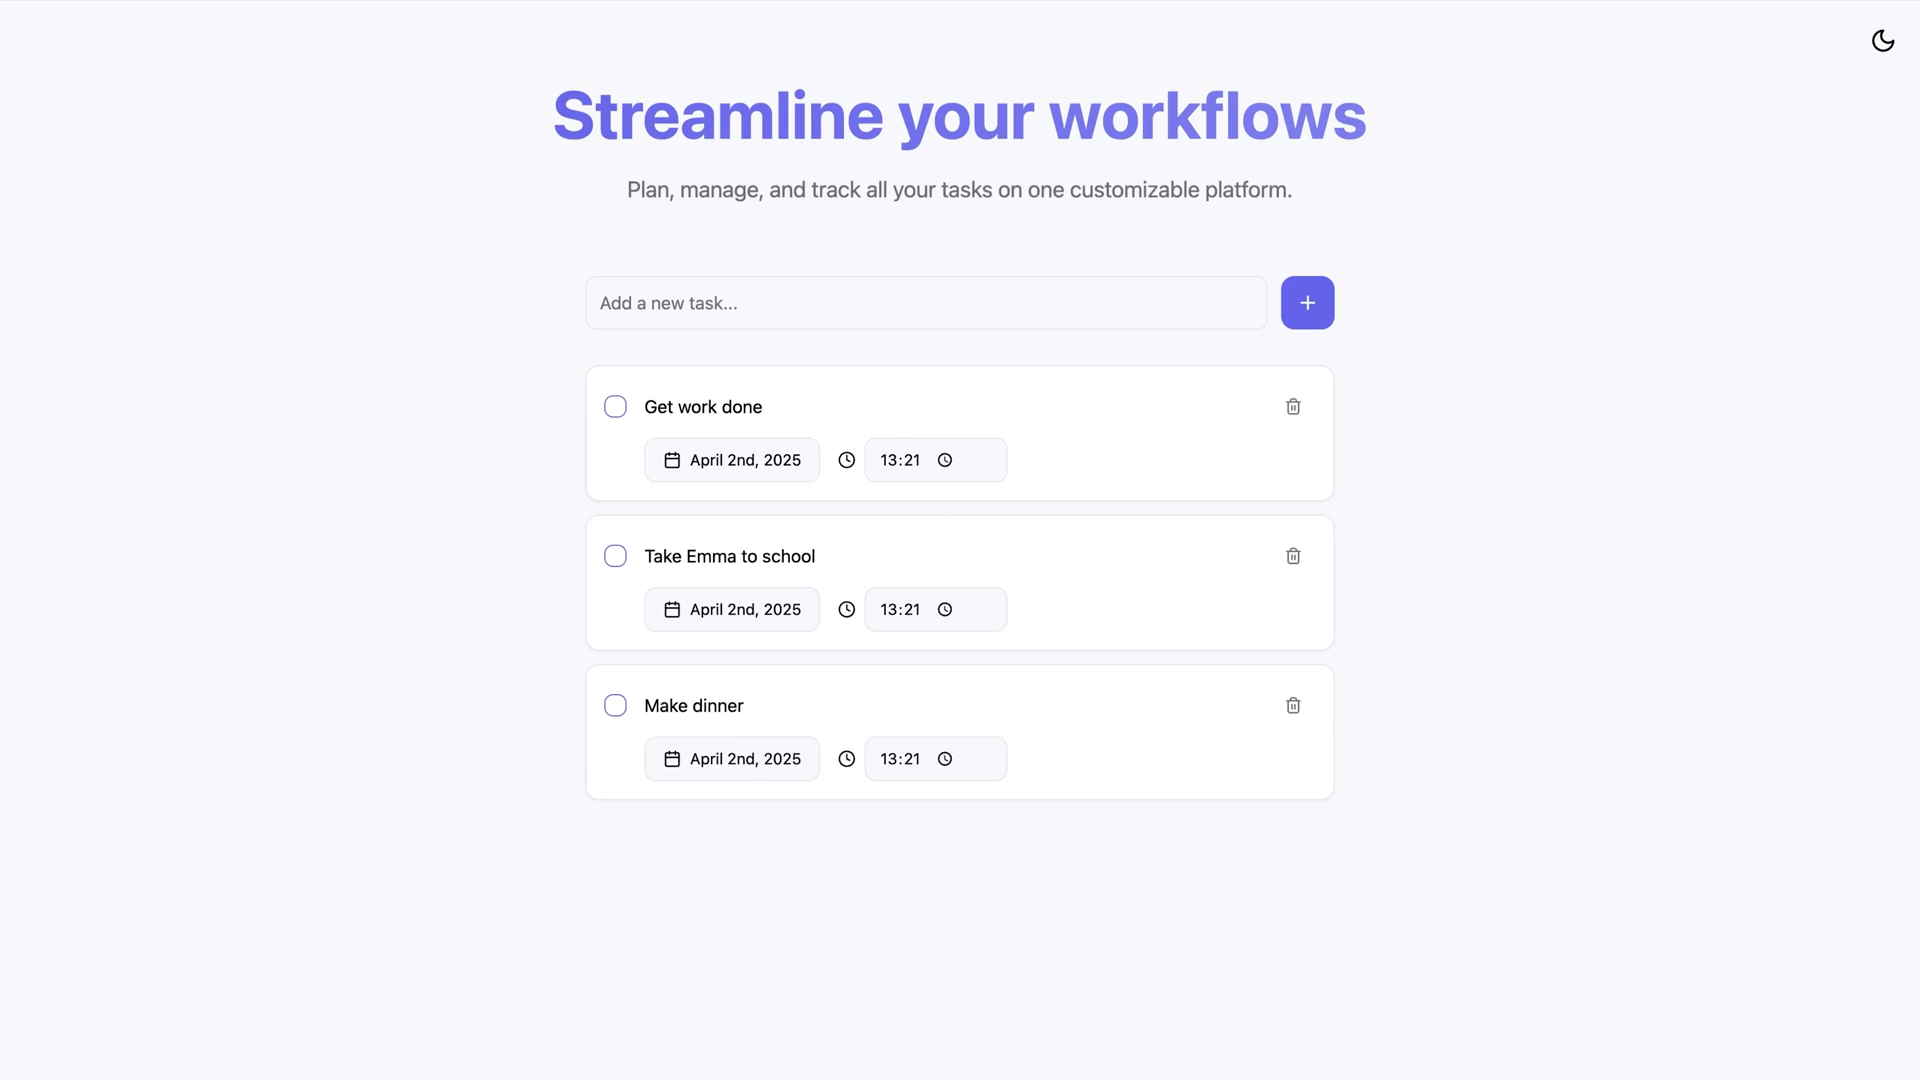 Streamline your workflows
Plan, manage, and track all your tasks on one customizable platform.
Add a new task...
Get work done
April 2nd, 2025 13:21
Take Emma to school
April 2nd, 2025 13:21
Make dinner
April 2nd, 2025 13:21